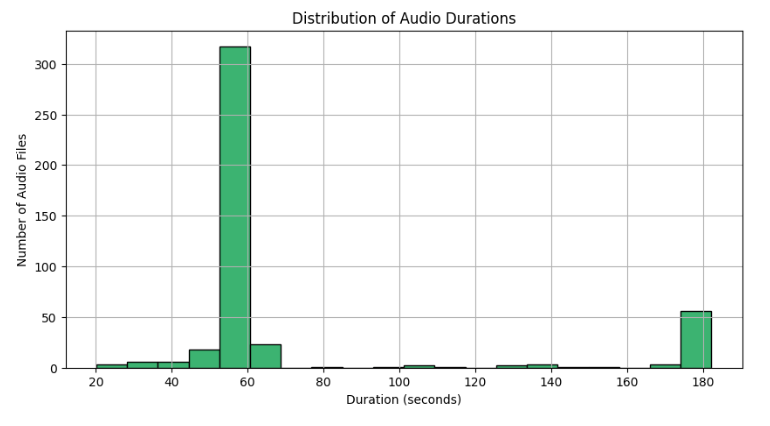 Distribution of Audio Durations
Number of Audio Files
300
250
200
150
100
50
0
20 40 60 80 100 120 140 160 180
Duration (seconds)